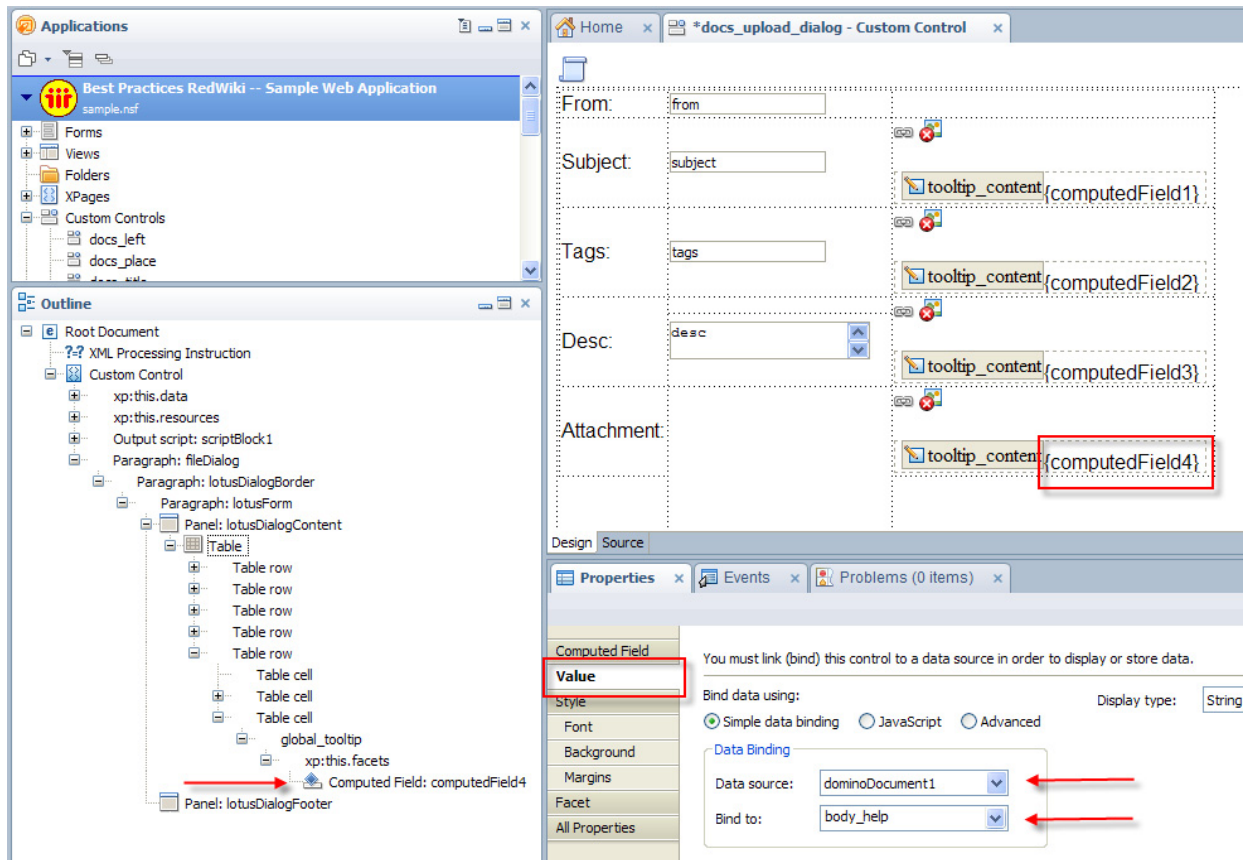 Applications
Best Practices RedWiki -- Sample Web Application
sample.nsf
Forms
Views
Folders
XPages
Custom Controls
docs_left
docs_place
docs_title
Outline
Root Document
?=? XML Processing Instruction
Custom Control
xp:this.data
xp:this.resources
Output script: scriptBlock1
Paragraph: fileDialog
Paragraph: lotusDialogBorder
Paragraph: lotusForm
Panel: lotusDialogContent
Table
Table row
Table row
Table row
Table row
Table cell
Table cell
Table cell
global_tooltip
xp:this.facets
Computed Field: computedField4
Panel: lotusDialogFooter
Home
*docs_upload_dialog - Custom Control
From:
from
Subject:
subject
tooltip_content {computedField1}
Tags:
tags
tooltip_content {computedField2}
Desc:
desc
tooltip_content {computedField3}
Attachment:
tooltip_content {computedField4}
Design Source
Properties
Events
Problems (0 items)
Computed Field
Value
Style
Font
Background
Margins
Facet
All Properties
You must link (bind) this control to a data source in order to display or store data.
Bind data using:
Display type: String
Simple data binding JavaScript Advanced
Data Binding
Data source: dominoDocument1
Bind to: body_help